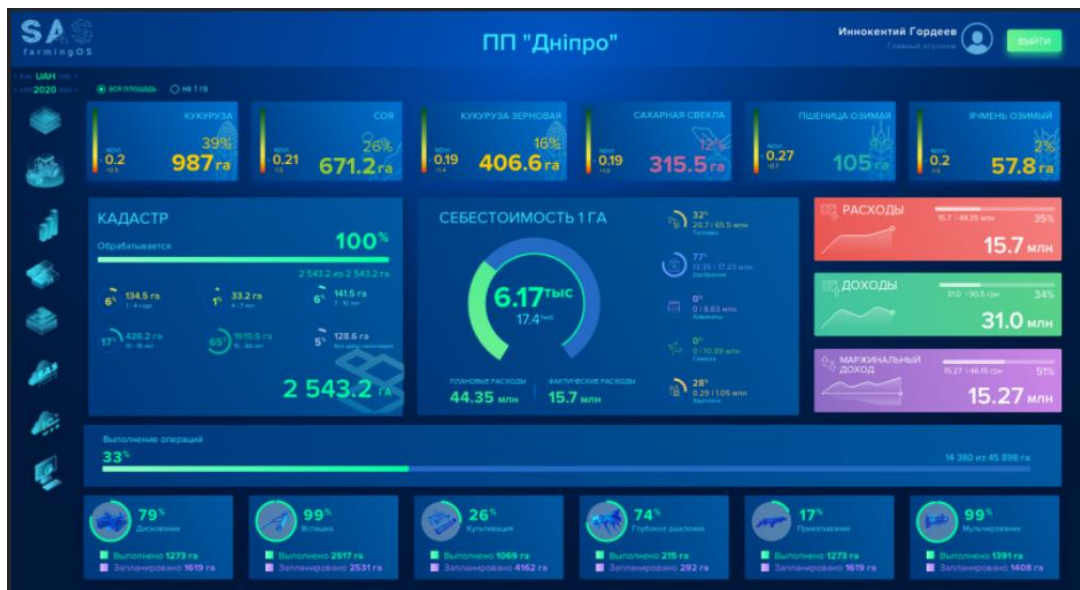 SAS
farmingOS
ПП "Дніпро"
Иннокентий Гордеев
Главный агроном
ВЫЙТИ
UAH
2020
вся площадь
на 1 га
КУКУРУЗА
39%
NDVI
0.2
987 га
СОЯ
26%
NDVI
0.21
671.2 га
КУКУРУЗА ЗЕРНОВАЯ
16%
NDVI
0.19
406.6 га
САХАРНАЯ СВЕКЛА
12%
NDVI
0.19
315.5 га
ПШЕНИЦА ОЗИМАЯ
NDVI
0.27
105 га
ЯЧМЕНЬ ОЗИМЫЙ
2%
NDVI
0.2
57.8 га
КАДАСТР
Обрабатывается
100%
2 543.2 из 2 543.2 га
6% 134.5 га
1% 33.2 га
6% 141.5 га
17% 426.2 га
65% 1615.5 га
5% 128.6 га
2 543.2 га
СЕБЕСТОИМОСТЬ 1 ГА
6.17 тыс
17.4 тыс
ПЛАНОВЫЕ РАСХОДЫ
44.35 млн
ФАКТИЧЕСКИЕ РАСХОДЫ
15.7 млн
32%
20.7 | 65.5 млн
Топливо
77%
13.35 | 17.23 млн
Удобрения
0%
0 | 8.63 млн
0%
0 | 10.89 млн
Семена
28%
0.29 | 1.05 млн
Зарплата
РАСХОДЫ
15.7 | 44.35 млн
35%
15.7 млн
ДОХОДЫ
31.0 | 90.5 грн
34%
31.0 млн
МАРЖИНАЛЬНЫЙ
ДОХОД
15.27 | 46.15 грн
51%
15.27 млн
Выполнение операций
33%
14 380 из 45 898 га
79%
Дискование
Выполнено 1273 га
Запланировано 1619 га
99%
Вспашка
Выполнено 2517 га
Запланировано 2531 га
26%
Культивация
Выполнено 1069 га
Запланировано 4162 га
74%
Глубокое рыхление
Выполнено 215 га
Запланировано 292 га
17%
Прикатывание
Выполнено 1273 га
Запланировано 1619 га
99%
Мульчирование
Выполнено 1391 га
Запланировано 1408 га